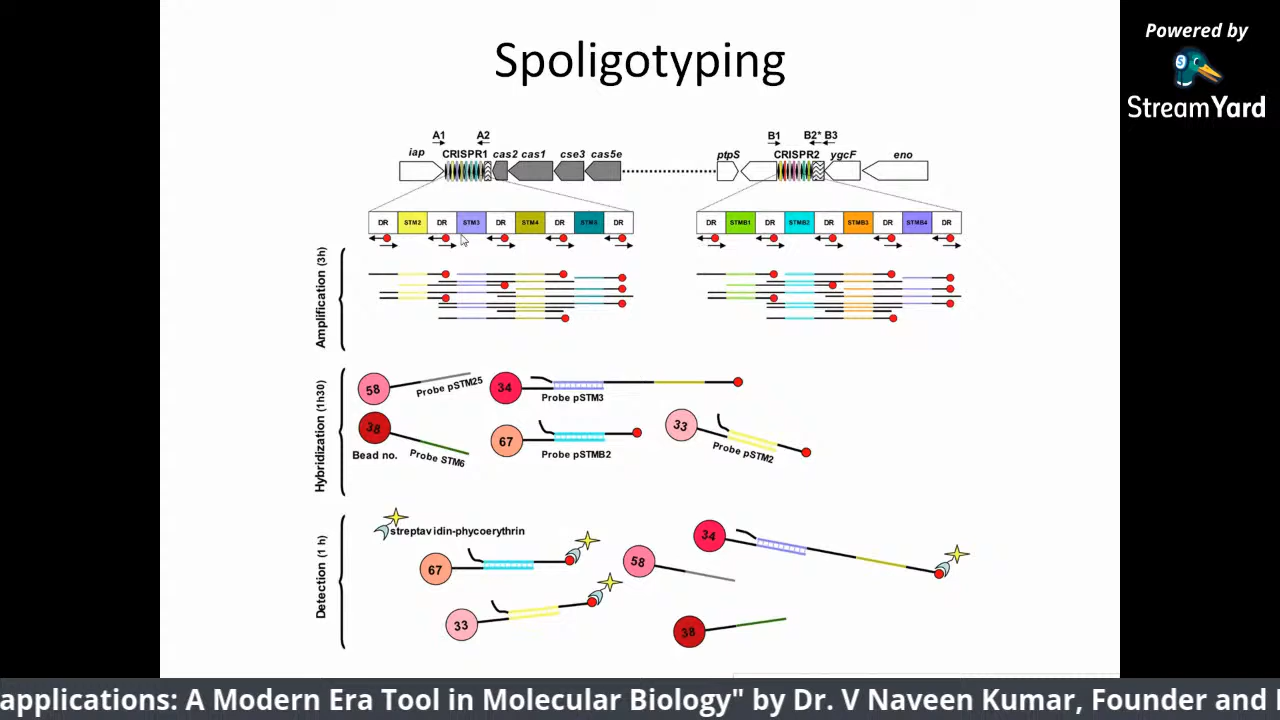 Spoligotyping
Powered by
StreamYard
A1 A2 B1 B2* B3
iap CRISPR1 cas2 cas1 cse3 cas5e ptpS CRISPR2 ygcF eno
DR STM2 DR STM3 DR STM4 DR STM6 DR DR STMB1 DR STMB2 DR STMB3 DR STMB4 DR
Amplification (3h)
Hybridization (1h30)
58 Probe pSTM25
34 Probe pSTM3
38 Probe STM6
Bead no.
67 Probe pSTMB2
33 Probe pSTM2
Detection (1 h)
streptavidin-phycoerythrin
34
67
58
33
38
applications: A Modern Era Tool in Molecular Biology" by Dr. V Naveen Kumar, Founder and